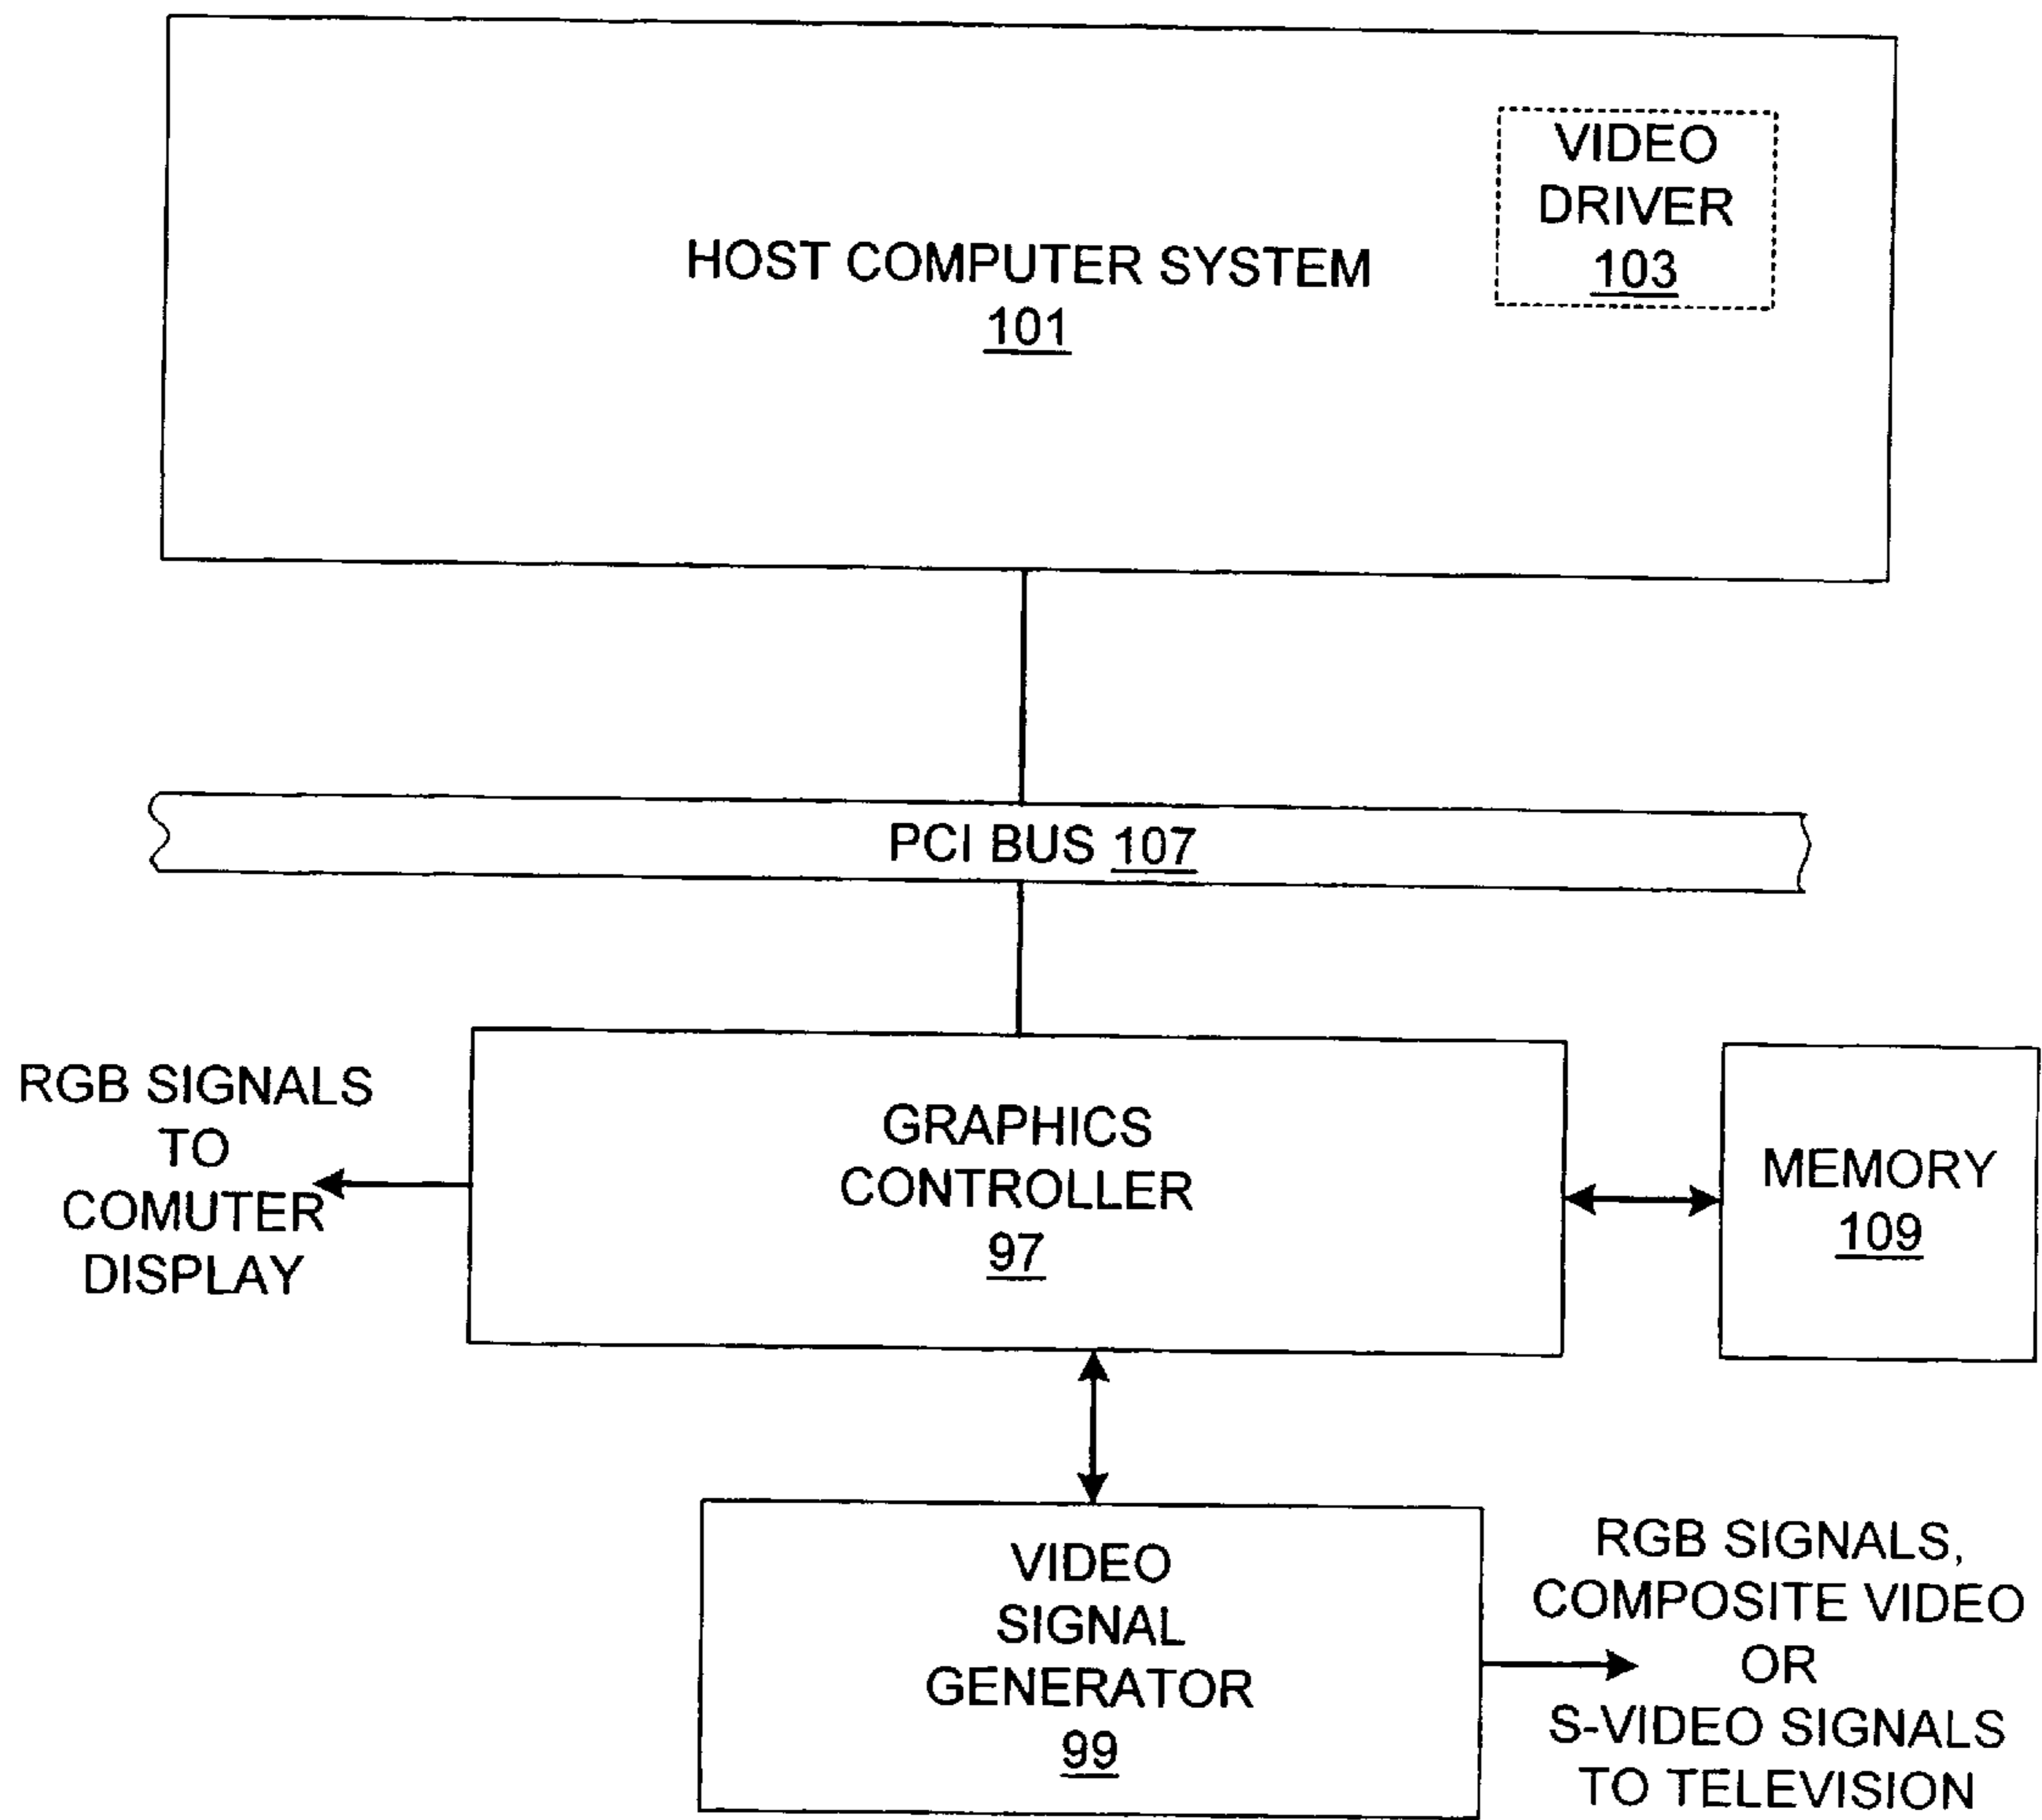 VIDEO
DRIVER
103
HOST COMPUTER SYSTEM
101
PCI BUS 107
RGB SIGNALS
TO
COMUTER
DISPLAY
GRAPHICS
CONTROLLER
97
MEMORY
109
VIDEO
SIGNAL
GENERATOR
99
RGB SIGNALS,
COMPOSITE VIDEO
OR
S-VIDEO SIGNALS
TO TELEVISION